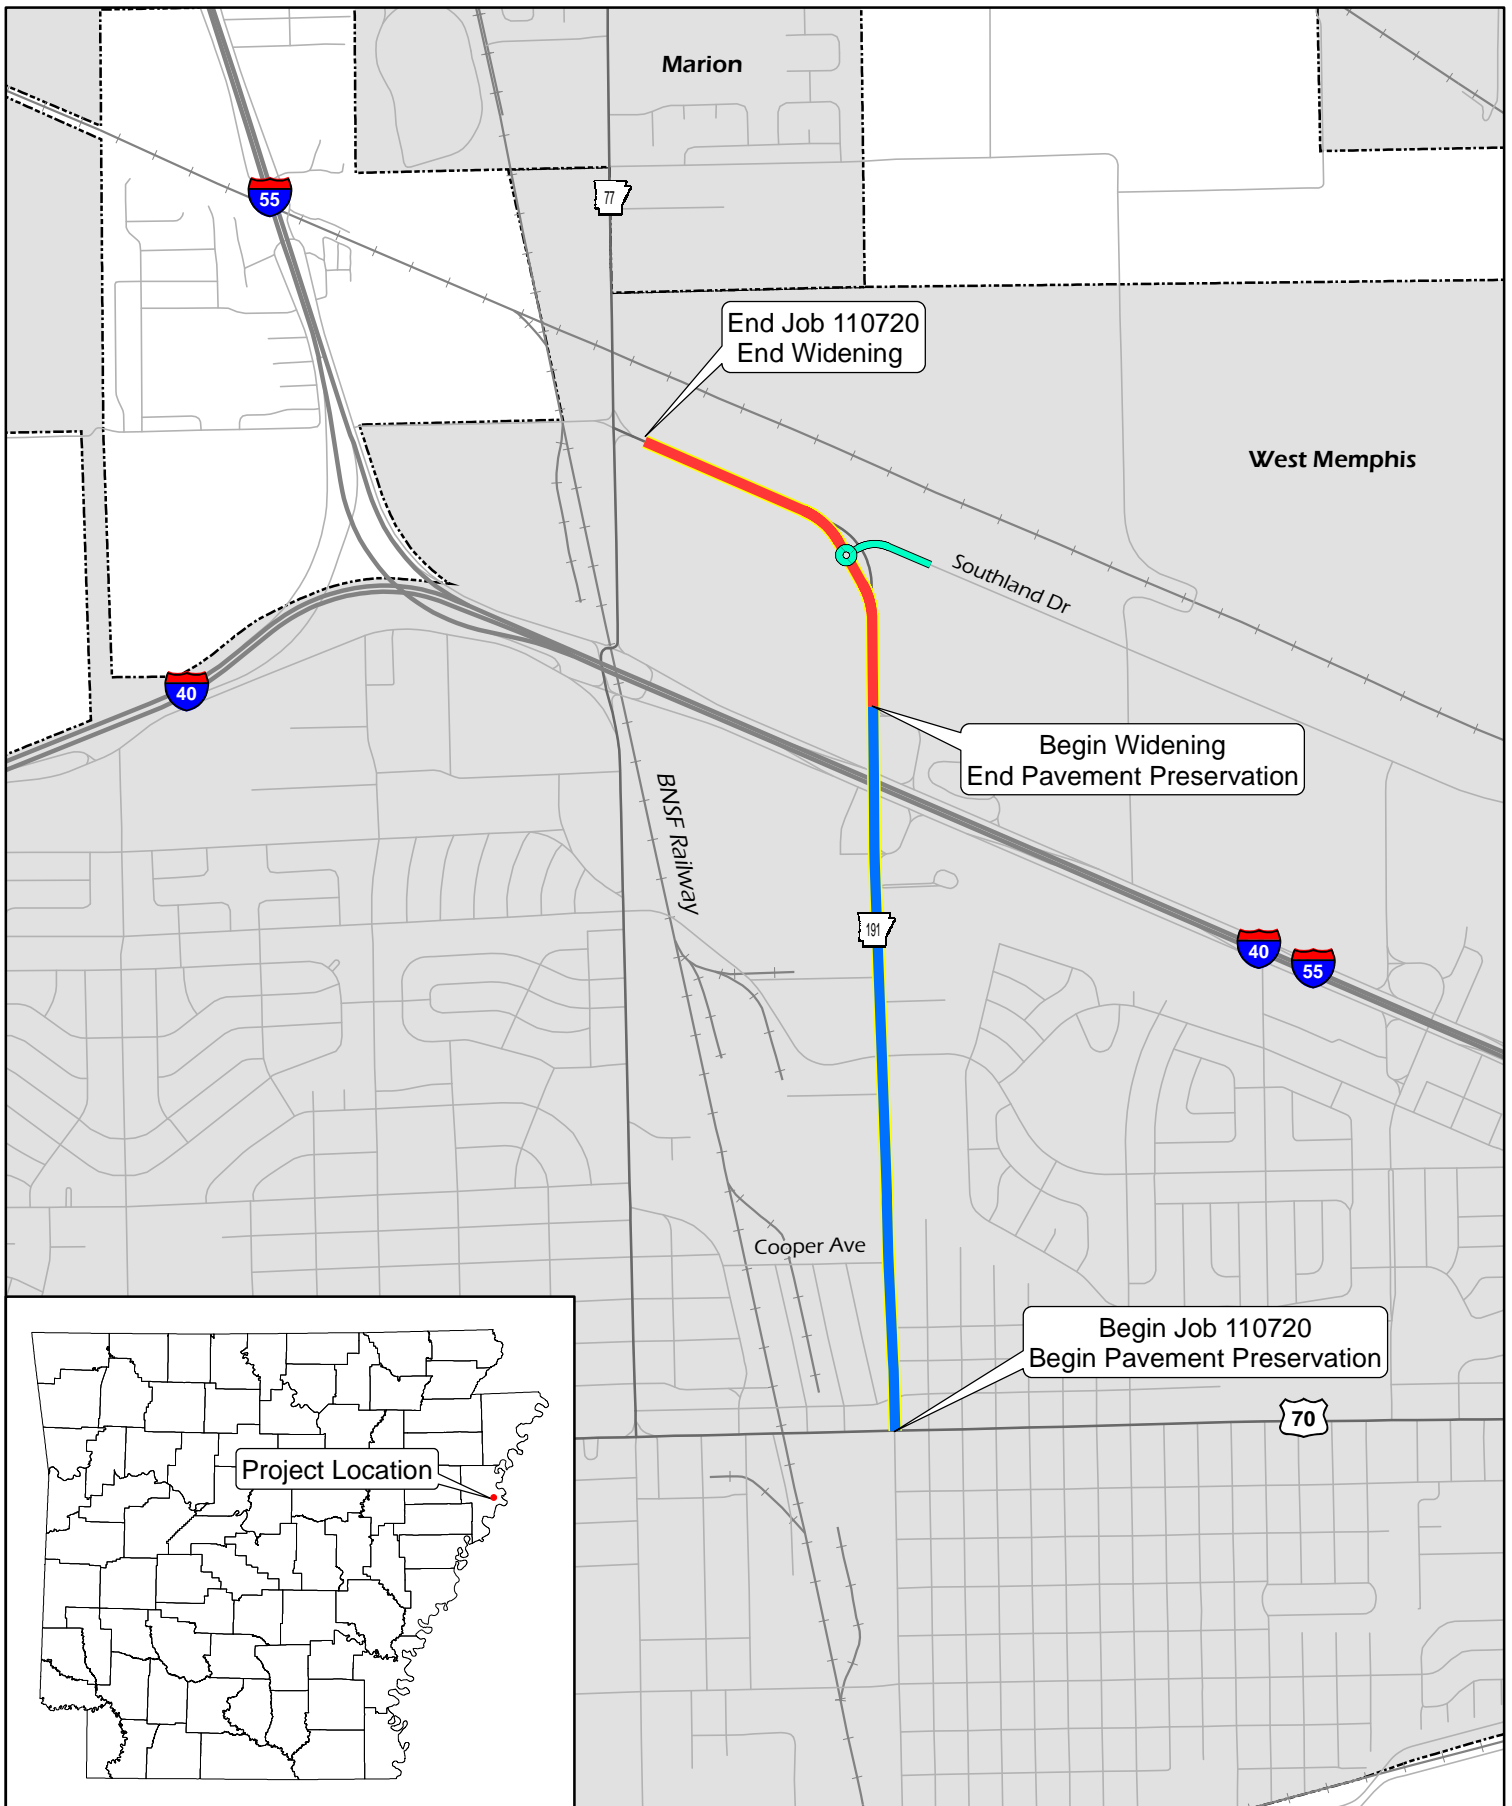 Marion
55
77
End Job 110720
End Widening
West Memphis
Southland Dr
40
Begin Widening
End Pavement Preservation
BNSF Railway
191
40
55
Cooper Ave
Begin Job 110720
Begin Pavement Preservation
70
Project Location